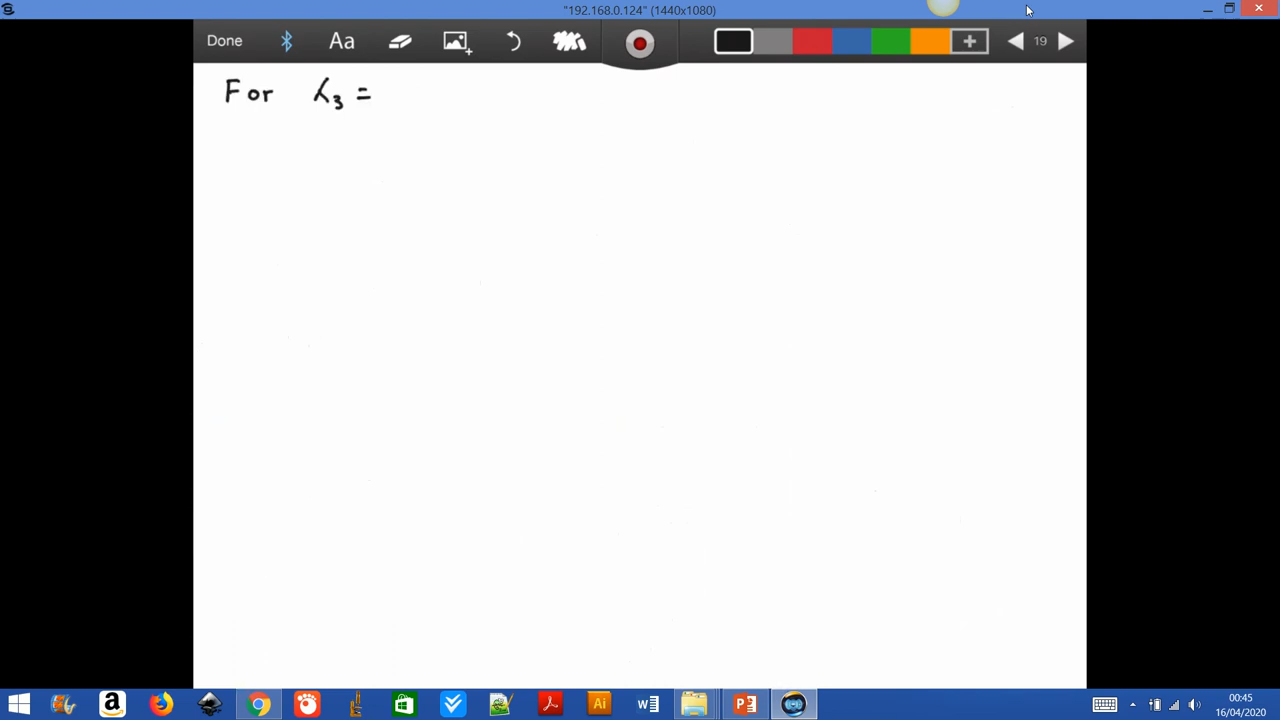 "192.168.0.124" (1440x1080)
Done Aa 19
For λ₃ =
00:45
16/04/2020